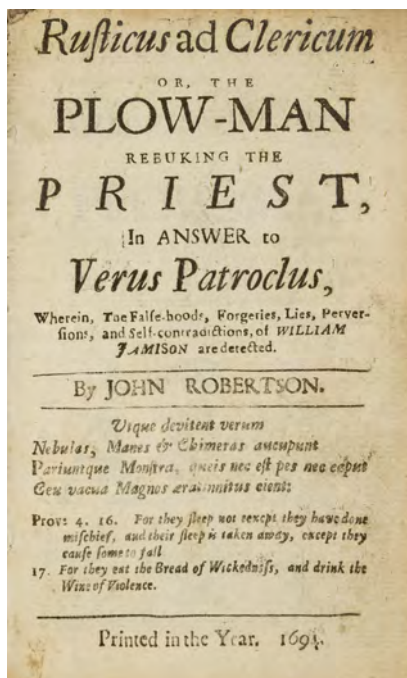 Rusticus ad Clericum
OR, THE
PLOW-MAN
REBUKING THE
PRIEST,
In ANSWER to
Verus Patroclus,
Wherein, The False-hoods, Forgeries, Lies, Perver-
sions, and Self-contradictions, of WILLIAM
JAMISON are detected.
By JOHN ROBERTSON.
Utque devitent verum
Nebulas, Manes & Chimeras aucupunt
Pariuntque Monstra, queis nec est pes nec caput
Ceu vacua Magnos cient:
Prov: 4. 16. For they sleep not except they have done
mischief, and their sleep is taken away, except they
cause some to fall
17. For they eat the Bread of Wickedness, and drink the
Wine of Violence.
Printed in the Year. 1694.